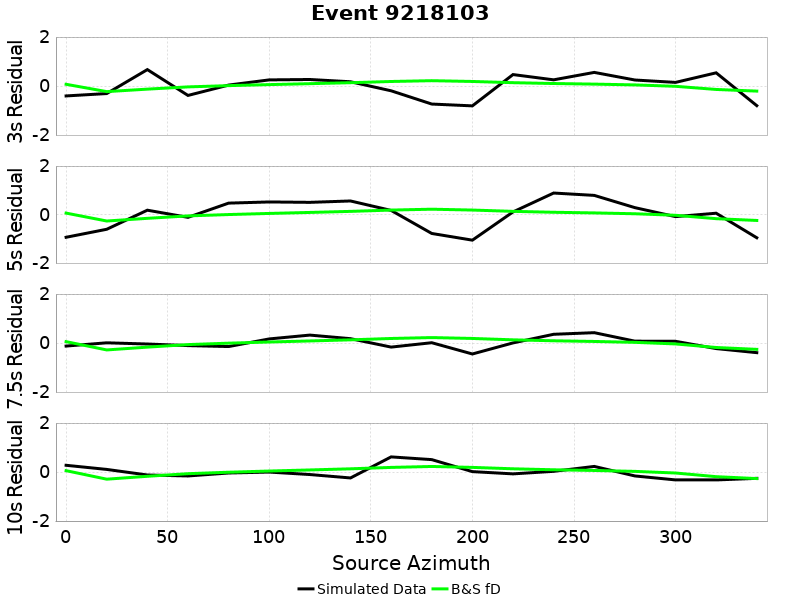 Event 9218103
3s Residual
2
0
-2
5s Residual
2
0
-2
7.5s Residual
2
0
-2
10s Residual
2
0
-2
0 50 100 150 200 250 300
Source Azimuth
Simulated Data B&S fD